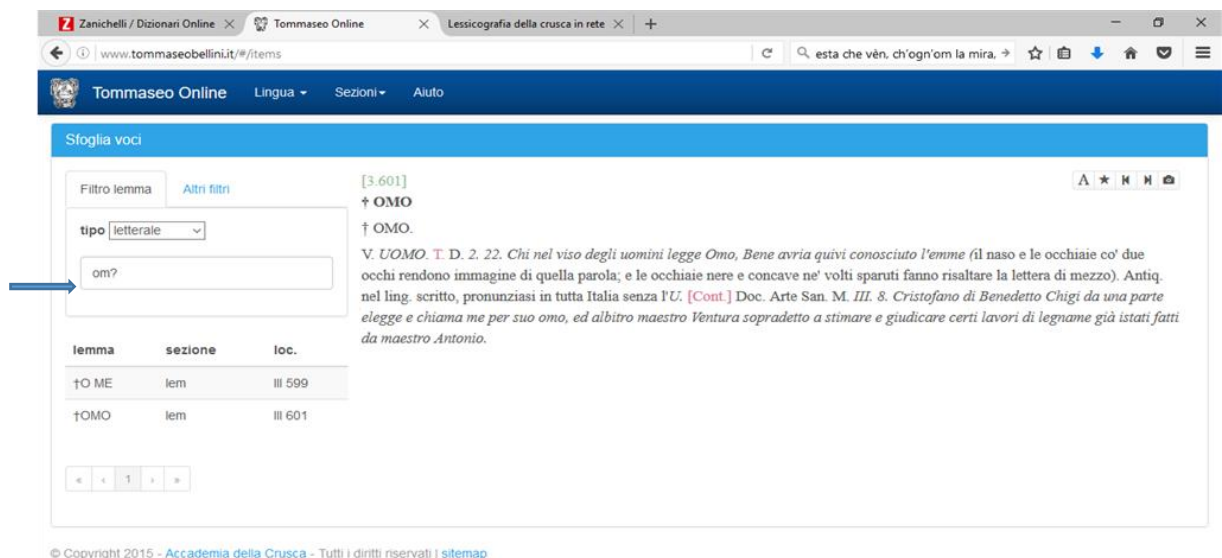 Zanichelli / Dizionari Online
Tommaseo Online
Lessicografia della crusca in rete
www.tommaseobellini.it/#/items
esta che vèn, ch'ogn'om la mira,
Tommaseo Online Lingua Sezioni Aiuto
Sfoglia voci
Filtro lemma Altri filtri
tipo letterale
om?
lemma sezione loc.
†O ME lem III 599
†OMO lem III 601
« ‹ 1 › »
[3.601]
A
† OMO
† OMO.
V. UOMO. T. D. 2. 22. Chi nel viso degli uomini legge Omo, Bene avria quivi conosciuto l'emme (il naso e le occhiaie co' due
occhi rendono immagine di quella parola; e le occhiaie nere e concave ne' volti sparuti fanno risaltare la lettera di mezzo). Antiq.
nel ling. scritto, pronunziasi in tutta Italia senza l'U. [Cont.] Doc. Arte San. M. III. 8. Cristofano di Benedetto Chigi da una parte
elegge e chiama me per suo omo, ed albitro maestro Ventura sopradetto a stimare e giudicare certi lavori di legname già istati fatti
da maestro Antonio.
© Copyright 2015 - Accademia della Crusca - Tutti i diritti riservati | sitemap